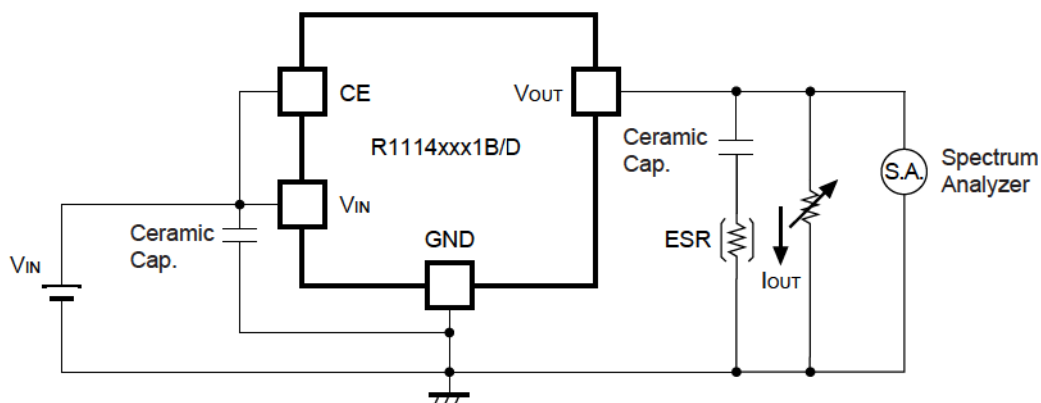 CE
VOUT
R1114xxx1B/D
Ceramic
Cap.
S.A.
Spectrum
Analyzer
VIN
Ceramic
Cap.
GND
ESR
VIN
IOUT